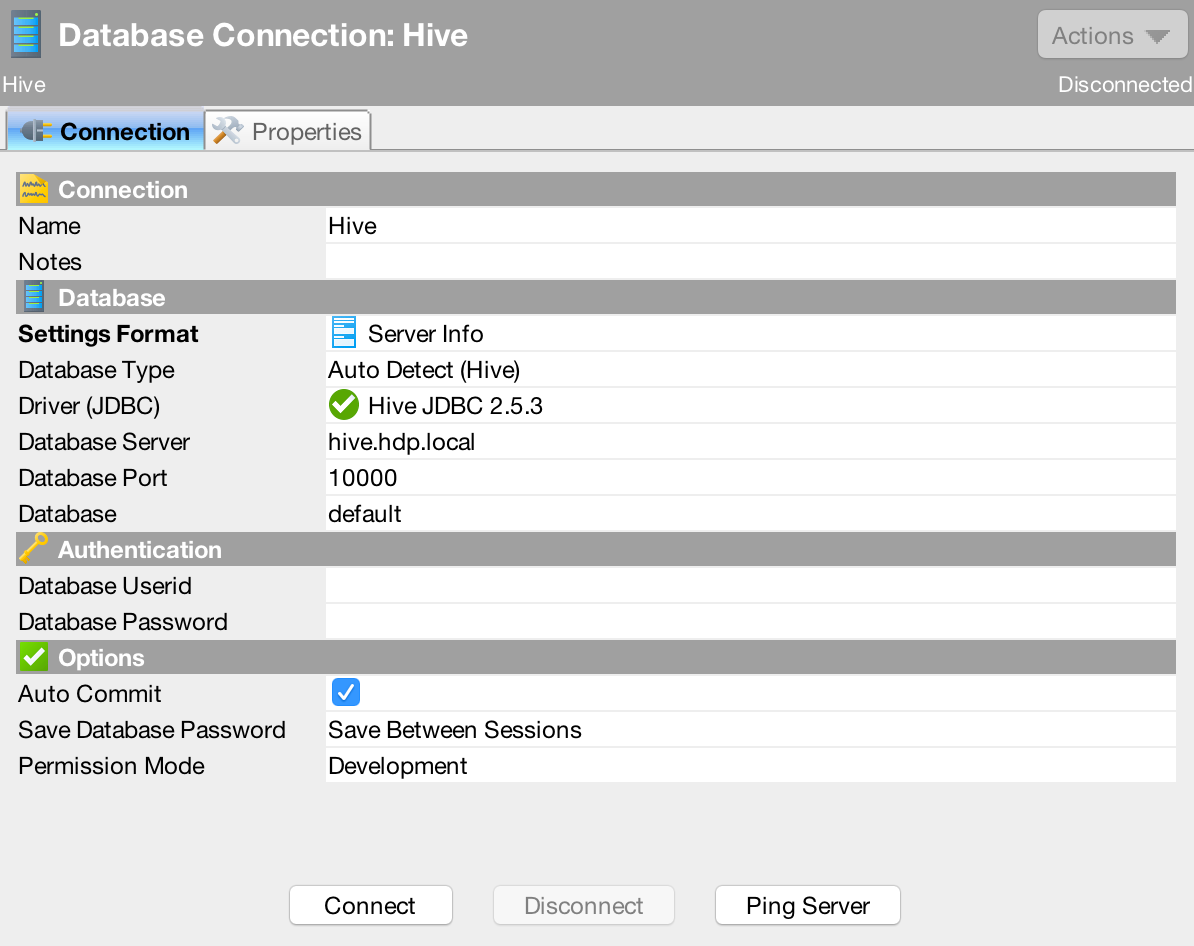 Database Connection: Hive
Actions
Hive
Disconnected
Connection
Properties
Connection
Name Hive
Notes
Database
Settings Format Server Info
Database Type Auto Detect (Hive)
Driver (JDBC) Hive JDBC 2.5.3
Database Server hive.hdp.local
Database Port 10000
Database default
Authentication
Database Userid
Database Password
Options
Auto Commit
Save Database Password Save Between Sessions
Permission Mode Development
Connect Disconnect Ping Server